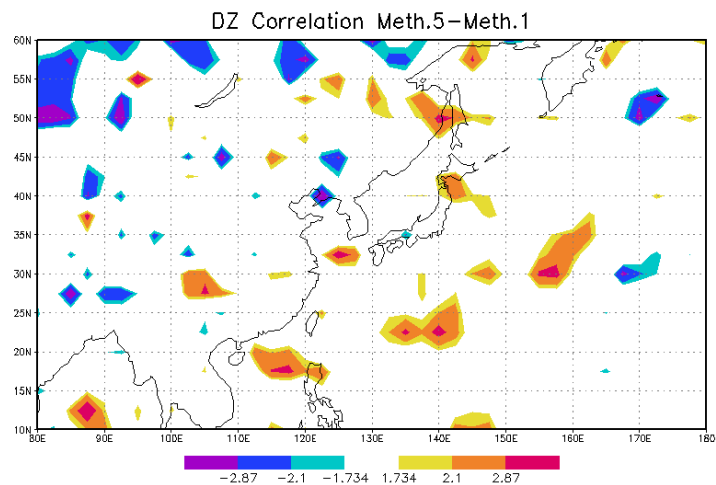 DZ Correlation Meth.5−Meth.1
60N
55N
50N
45N
40N
35N
30N
25N
20N
15N
10N
80E 90E 100E 110E 120E 130E 140E 150E 160E 170E 180
−2.87 −2.1 −1.734 1.734 2.1 2.87